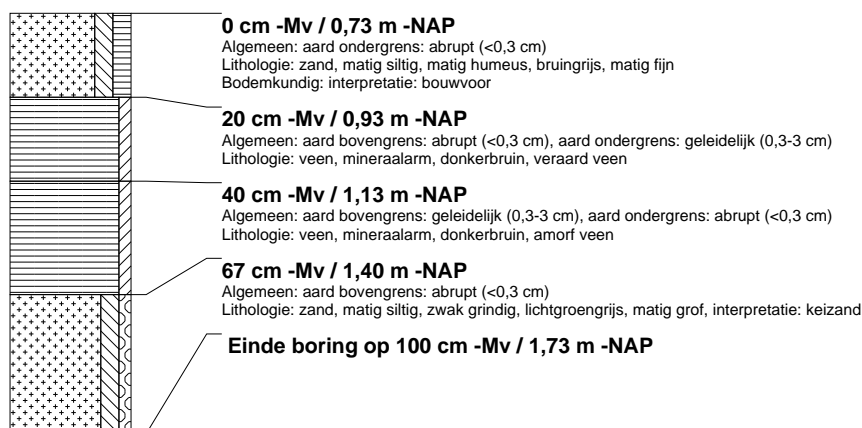 0 cm -Mv / 0,73 m -NAP
Algemeen: aard ondergrens: abrupt (<0,3 cm)
Lithologie: zand, matig siltig, matig humeus, bruingrijs, matig fijn
Bodemkundig: interpretatie: bouwvoor
20 cm -Mv / 0,93 m -NAP
Algemeen: aard bovengrens: abrupt (<0,3 cm), aard ondergrens: geleidelijk (0,3-3 cm)
Lithologie: veen, mineraalarm, donkerbruin, veraard veen
40 cm -Mv / 1,13 m -NAP
Algemeen: aard bovengrens: geleidelijk (0,3-3 cm), aard ondergrens: abrupt (<0,3 cm)
Lithologie: veen, mineraalarm, donkerbruin, amorf veen
67 cm -Mv / 1,40 m -NAP
Algemeen: aard bovengrens: abrupt (<0,3 cm)
Lithologie: zand, matig siltig, zwak grindig, lichtgroengrijs, matig grof, interpretatie: keizand
Einde boring op 100 cm -Mv / 1,73 m -NAP